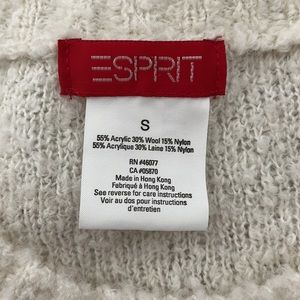 ESPRIT
S
55% Acrylic 30% Wool 15% Nylon
55% Acrylique 30% Laine 15% Nylon
RN #46077
CA #05870
Made in Hong Kong
Fabriqué à Hong Kong
See reverse for care instructions
Voir au dos pour instructions
d'entretien